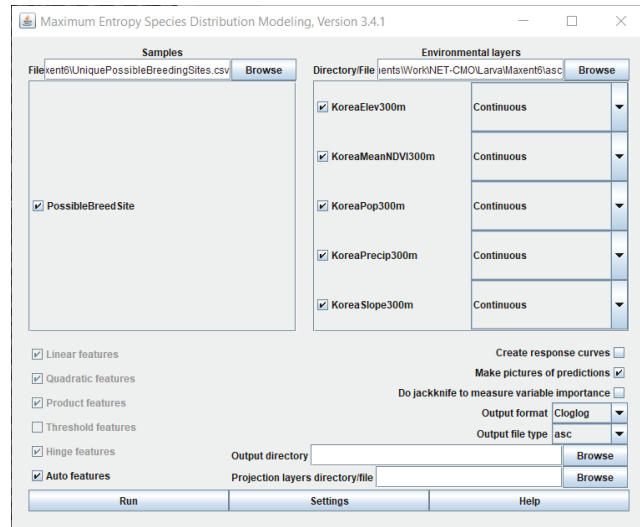 Maximum Entropy Species Distribution Modeling, Version 3.4.1
Samples
File xent6\UniquePossibleBreedingSites.csv Browse
PossibleBreedSite
Environmental layers
Directory/File ients\Work\NET-CMO\Larva\Maxent6\asc Browse
KoreaElev300m Continuous
KoreaMeanNDVI300m Continuous
KoreaPop300m Continuous
KoreaPrecip300m Continuous
KoreaSlope300m Continuous
Linear features
Quadratic features
Product features
Threshold features
Hinge features
Auto features
Create response curves
Make pictures of predictions
Do jackknife to measure variable importance
Output format Cloglog
Output file type asc
Output directory Browse
Projection layers directory/file Browse
Run Settings Help